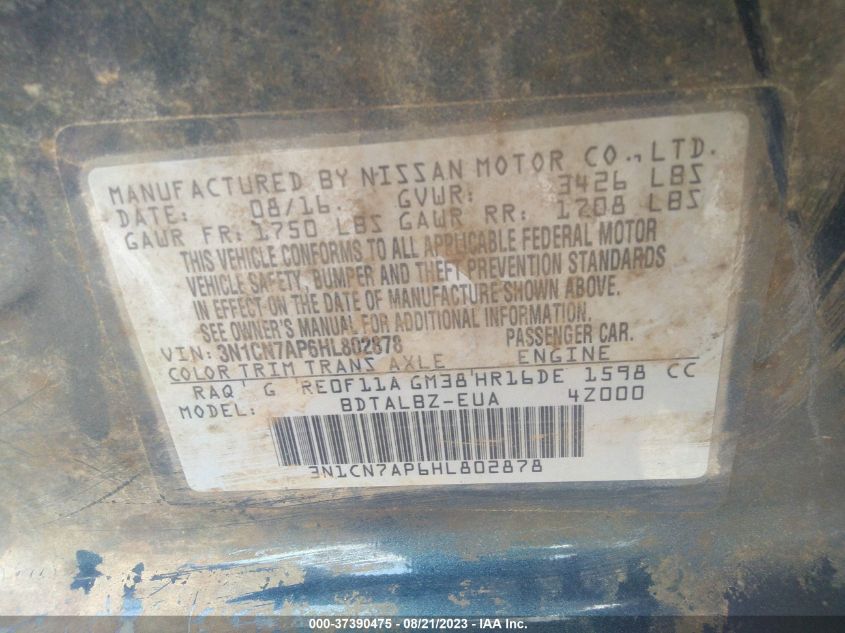 MANUFACTURED BY NISSAN MOTOR CO., LTD.
DATE: 08/16 GVWR: 3426 LBS
GAWR FR: 1750 LBS GAWR RR: 1708 LBS
THIS VEHICLE CONFORMS TO ALL APPLICABLE FEDERAL MOTOR
VEHICLE SAFETY, BUMPER AND THEFT PREVENTION STANDARDS
IN EFFECT ON THE DATE OF MANUFACTURE SHOWN ABOVE.
SEE OWNER'S MANUAL FOR ADDITIONAL INFORMATION.
VIN: 3N1CN7AP6HL802878 PASSENGER CAR.
COLOR TRIM TRANS AXLE ENGINE
RAQ G RE0F11A GM38 HR16DE 1598 CC
MODEL: BDTALBZ-EUA 4Z000
3N1CN7AP6HL802878
000-37390475 - 08/21/2023 - IAA Inc.